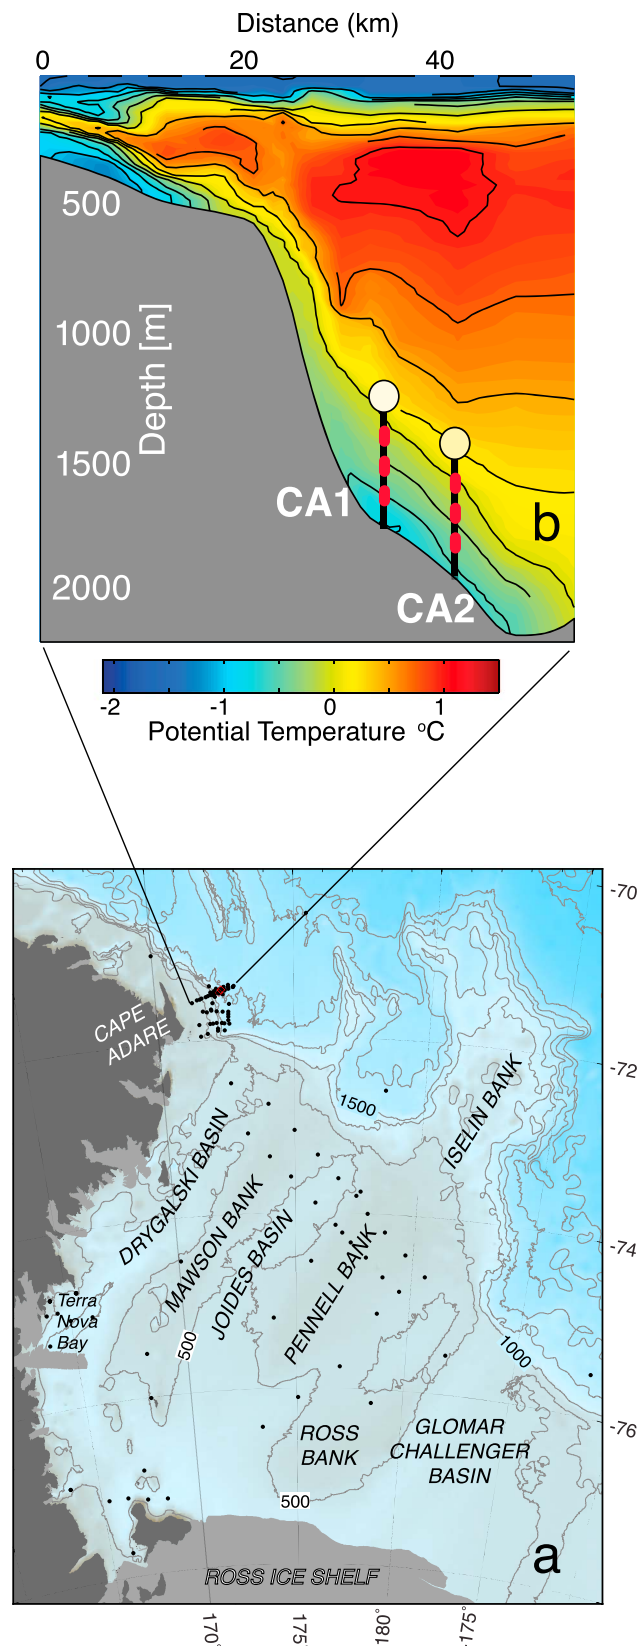 Distance (km)
0 20 40
500
1000
1500
2000
Depth [m]
CA1
CA2
b
-2 -1 0 1
Potential Temperature °C
-70
-72
-74
-76
CAPE
ADARE
1500
ISELIN BANK
DRYGALSKI BASIN
MAWSON BANK
JOIDES BASIN
PENNELL BANK
Terra
Nova
Bay
500
1000
ROSS
BANK
GLOMAR
CHALLENGER
BASIN
500
a
ROSS ICE SHELF
170° 175° 180° -175°